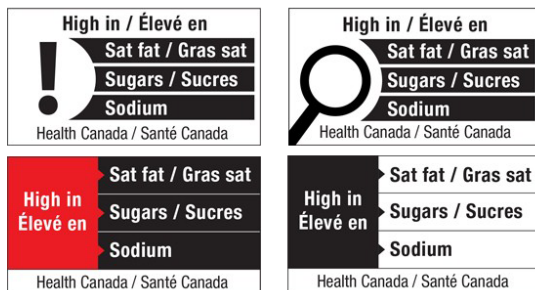 High in / Élevé en
Sat fat / Gras sat
Sugars / Sucres
Sodium
Health Canada / Santé Canada
High in / Élevé en
Sat fat / Gras sat
Sugars / Sucres
Sodium
Health Canada / Santé Canada
High in
Élevé en
Sat fat / Gras sat
Sugars / Sucres
Sodium
Health Canada / Santé Canada
High in
Élevé en
Sat fat / Gras sat
Sugars / Sucres
Sodium
Health Canada / Santé Canada